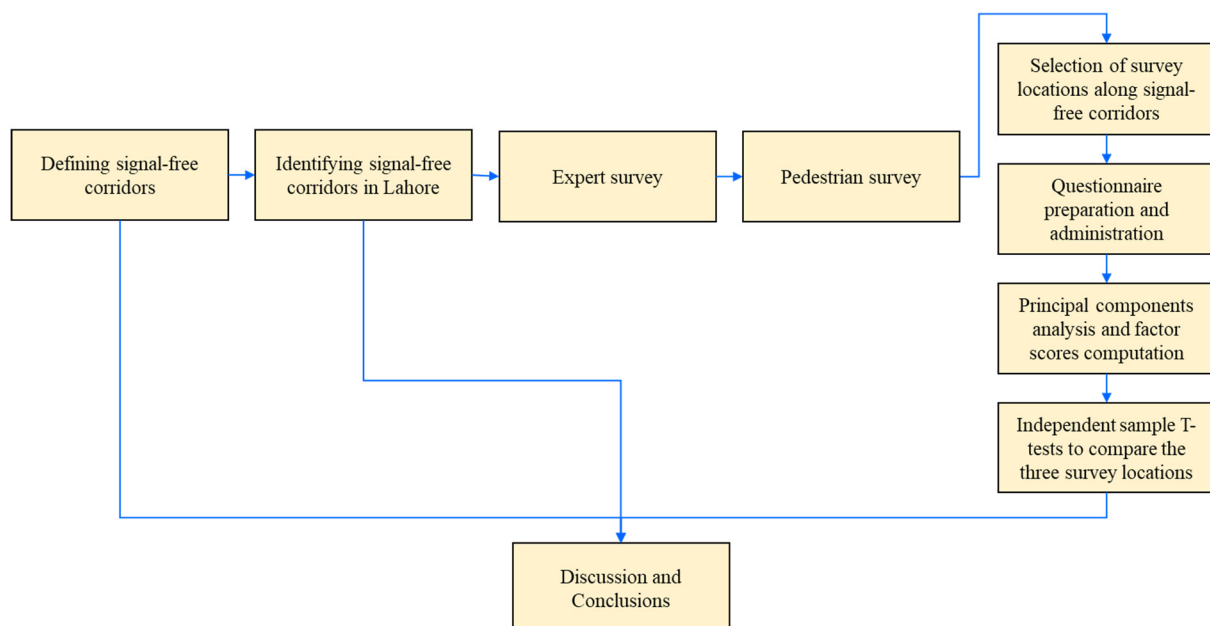 Defining signal-free
corridors
Identifying signal-free
corridors in Lahore
Expert survey
Pedestrian survey
Selection of survey
locations along signal-
free corridors
Questionnaire
preparation and
administration
Principal components
analysis and factor
scores computation
Independent sample T-
tests to compare the
three survey locations
Discussion and
Conclusions